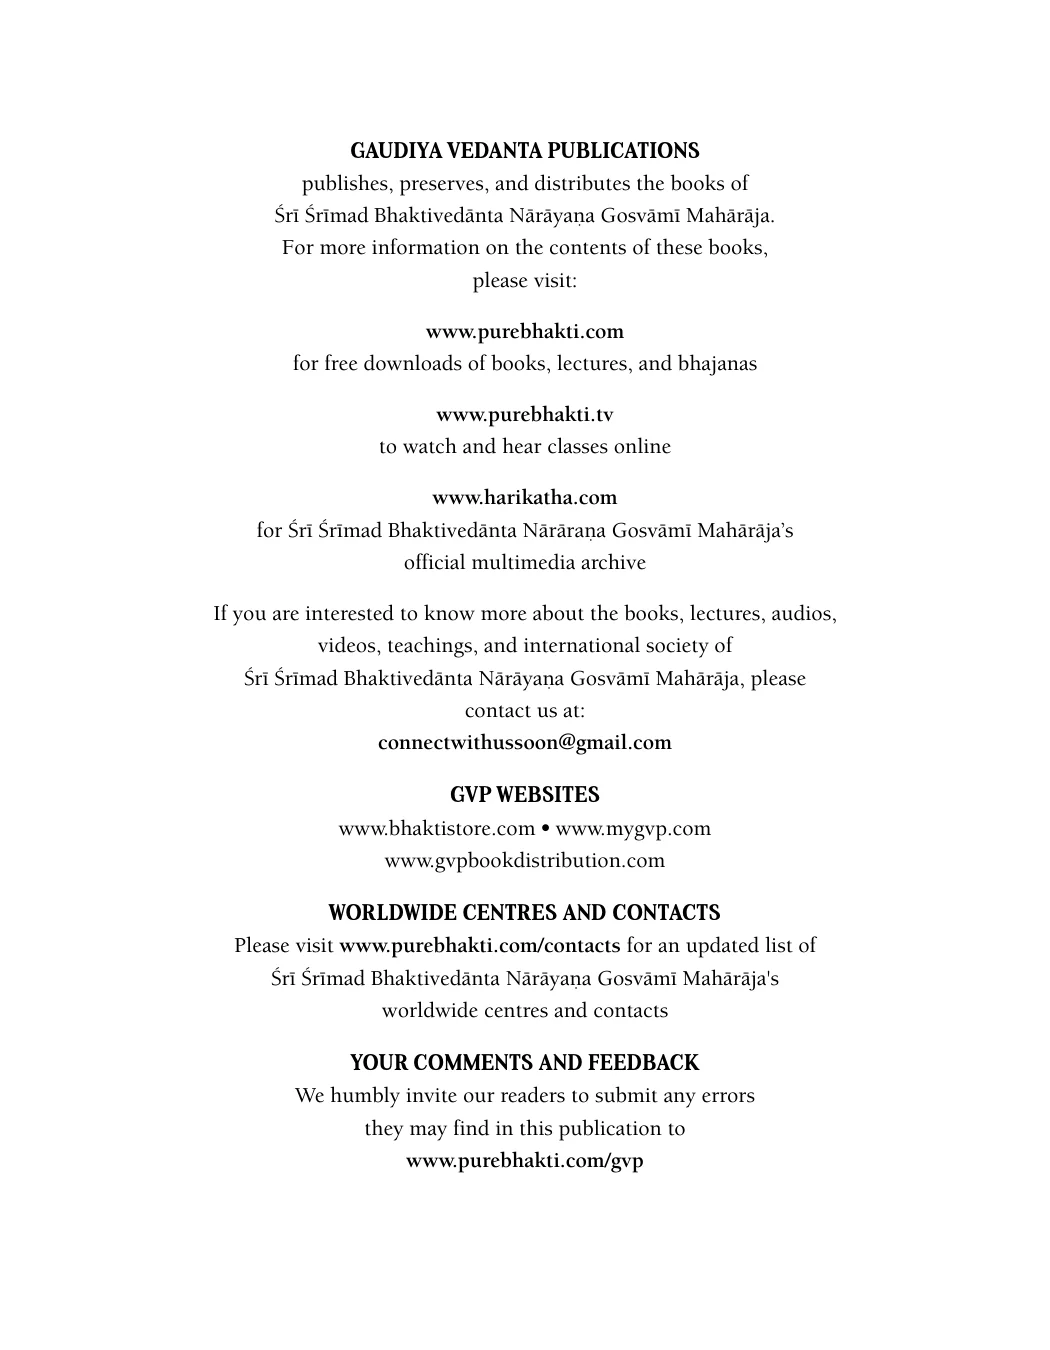 GAUDIYA VEDANTA PUBLICATIONS
publishes, preserves, and distributes the books of
Śrī Śrīmad Bhaktivedānta Nārāyaṇa Gosvāmī Mahārāja.
For more information on the contents of these books,
please visit:
www.purebhakti.com
for free downloads of books, lectures, and bhajanas
www.purebhakti.tv
to watch and hear classes online
www.harikatha.com
for Śrī Śrīmad Bhaktivedānta Nārāraṇa Gosvāmī Mahārāja’s
official multimedia archive
If you are interested to know more about the books, lectures, audios,
videos, teachings, and international society of
Śrī Śrīmad Bhaktivedānta Nārāyaṇa Gosvāmī Mahārāja, please
contact us at:
connectwithussoon@gmail.com
GVP WEBSITES
www.bhaktistore.com • www.mygvp.com
www.gvpbookdistribution.com
WORLDWIDE CENTRES AND CONTACTS
Please visit www.purebhakti.com/contacts for an updated list of
Śrī Śrīmad Bhaktivedānta Nārāyaṇa Gosvāmī Mahārāja's
worldwide centres and contacts
YOUR COMMENTS AND FEEDBACK
We humbly invite our readers to submit any errors
they may find in this publication to
www.purebhakti.com/gvp